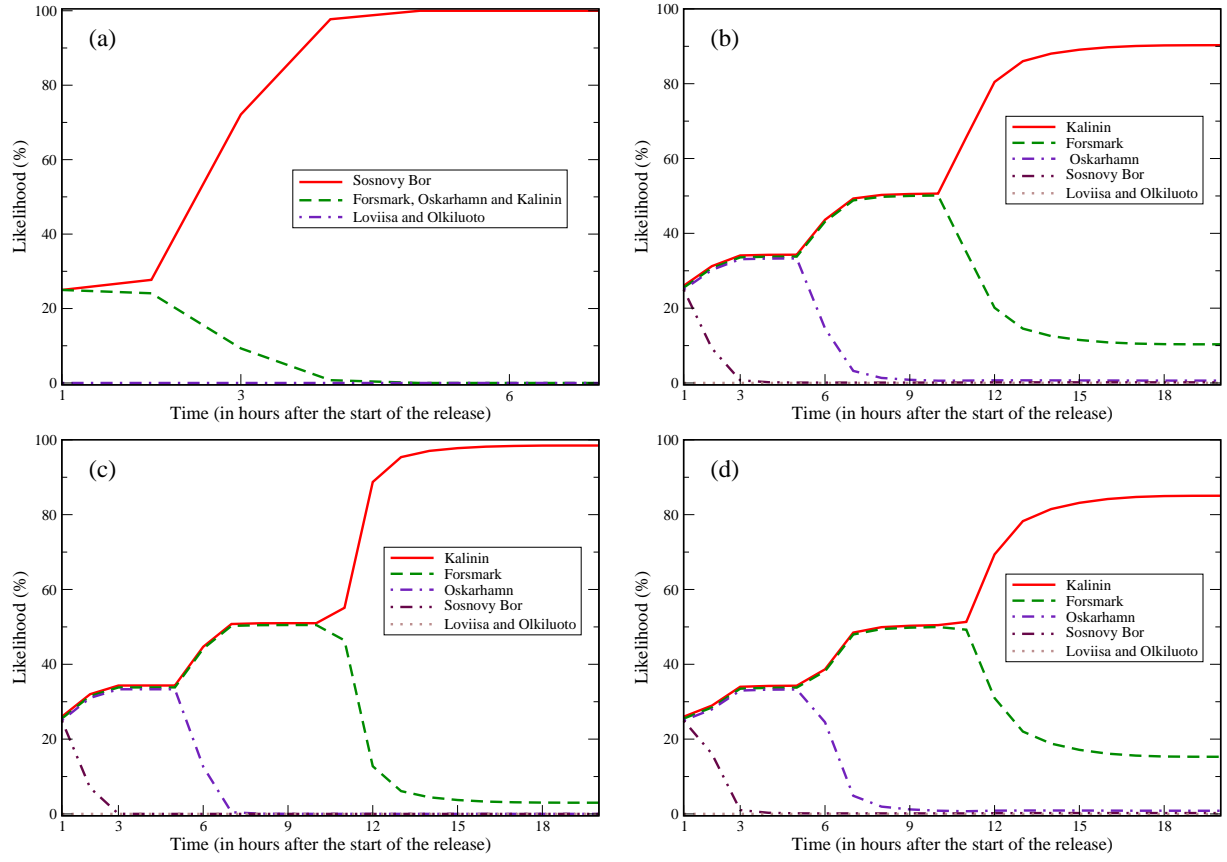 (a)
100
80
60
40
20
0
Likelihood (%)
Sosnovy Bor
Forsmark, Oskarhamn and Kalinin
Loviisa and Olkiluoto
1
3
6
Time (in hours after the start of the release)
(b)
100
80
60
40
20
0
Likelihood (%)
Kalinin
Forsmark
Oskarhamn
Sosnovy Bor
Loviisa and Olkiluoto
1
3
6
9
12
15
18
Time (in hours after the start of the release)
(c)
100
80
60
40
20
0
Likelihood (%)
Kalinin
Forsmark
Oskarhamn
Sosnovy Bor
Loviisa and Olkiluoto
1
3
6
9
12
15
18
Time (in hours after the start of the release)
(d)
100
80
60
40
20
0
Likelihood (%)
Kalinin
Forsmark
Oskarhamn
Sosnovy Bor
Loviisa and Olkiluoto
1
3
6
9
12
15
18
Time (in hours after the start of the release)